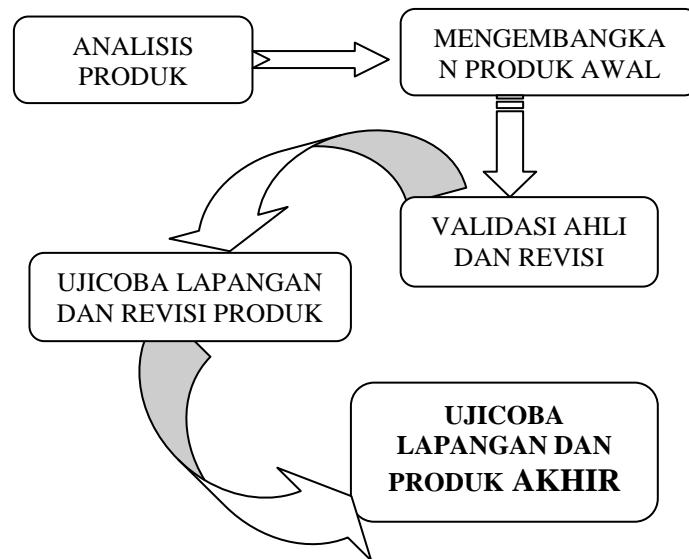 ANALISIS
PRODUK
MENGEMBANGKA
N PRODUK AWAL
VALIDASI AHLI
DAN REVISI
UJICOBA LAPANGAN
DAN REVISI PRODUK
UJICOBA
LAPANGAN DAN
PRODUK AKHIR